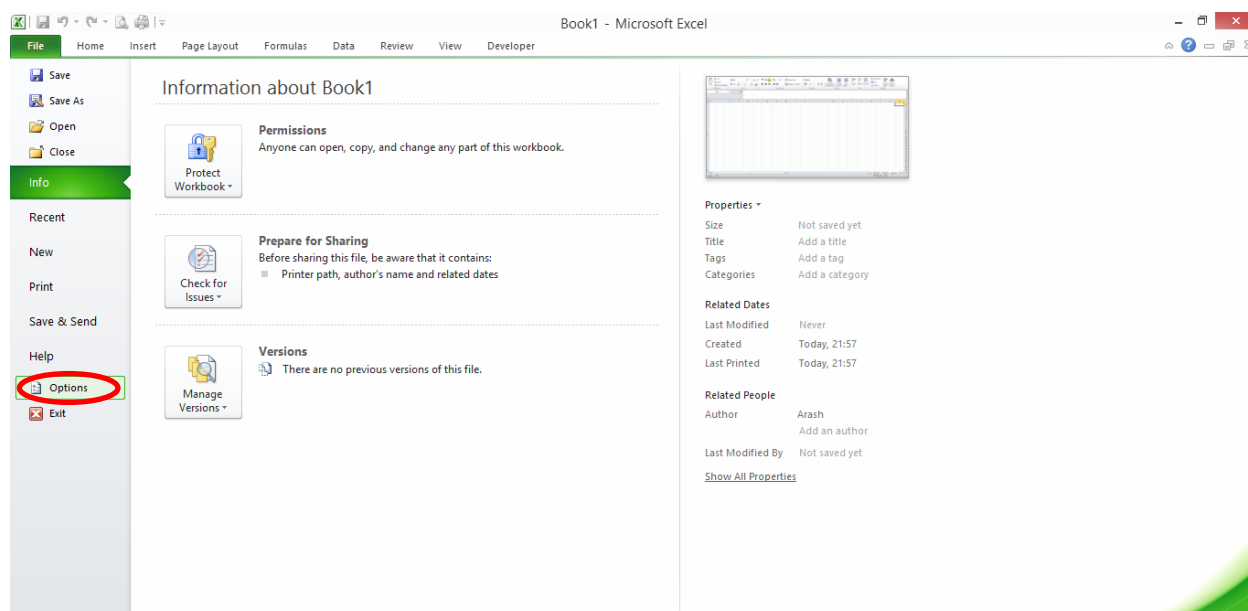 Book1 - Microsoft Excel
File Home Insert Page Layout Formulas Data Review View Developer
Save
Save As
Open
Close
Info
Recent
New
Print
Save & Send
Help
Options
Exit
Information about Book1
Protect
Workbook
Permissions
Anyone can open, copy, and change any part of this workbook.
Check for
Issues
Prepare for Sharing
Before sharing this file, be aware that it contains:
Printer path, author's name and related dates
Manage
Versions
Versions
There are no previous versions of this file.
Properties
Size Not saved yet
Title Add a title
Tags Add a tag
Categories Add a category
Related Dates
Last Modified Never
Created Today, 21:57
Last Printed Today, 21:57
Related People
Author Arash
Add an author
Last Modified By Not saved yet
Show All Properties